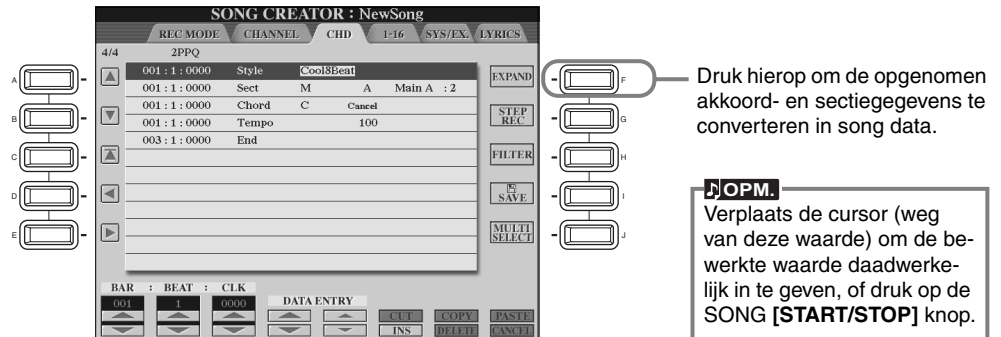 SONG CREATOR : NewSong
REC MODE CHANNEL CHD 1-16 SYS/EX. LYRICS
4/4 2PPQ
001 : 1 : 0000 Style Cool8Beat
001 : 1 : 0000 Sect M A Main A : 2
001 : 1 : 0000 Chord C Cancel
001 : 1 : 0000 Tempo 100
003 : 1 : 0000 End
A
B
C
D
E
EXPAND
STEP
REC
FILTER
SAVE
MULTI
SELECT
F
G
H
I
J
BAR : BEAT : CLK
001 1 0000 DATA ENTRY
CUT COPY PASTE
INS DELETE CANCEL
Druk hierop om de opgenomen
akkoord- en sectiegegevens te
converteren in song data.
OPM.
Verplaats de cursor (weg
van deze waarde) om de be-
werkte waarde daadwerke-
lijk in te geven, of druk op de
SONG [START/STOP] knop.